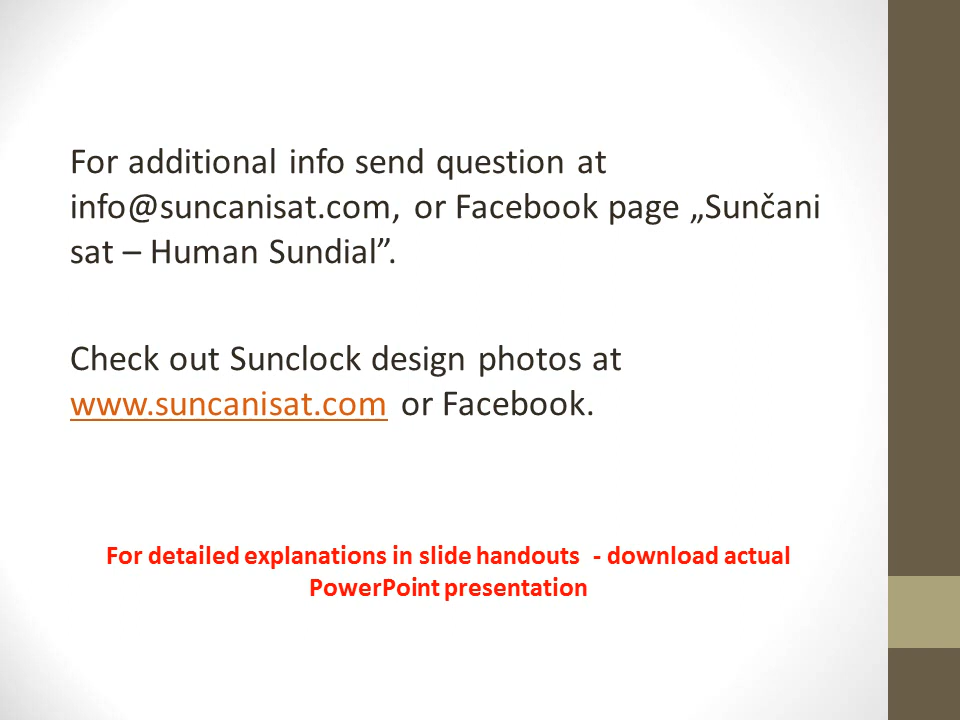 For additional info send question at
info@suncanisat.com, or Facebook page „Sunčani
sat – Human Sundial”.
Check out Sunclock design photos at
www.suncanisat.com or Facebook.
For detailed explanations in slide handouts  - download actual
PowerPoint presentation